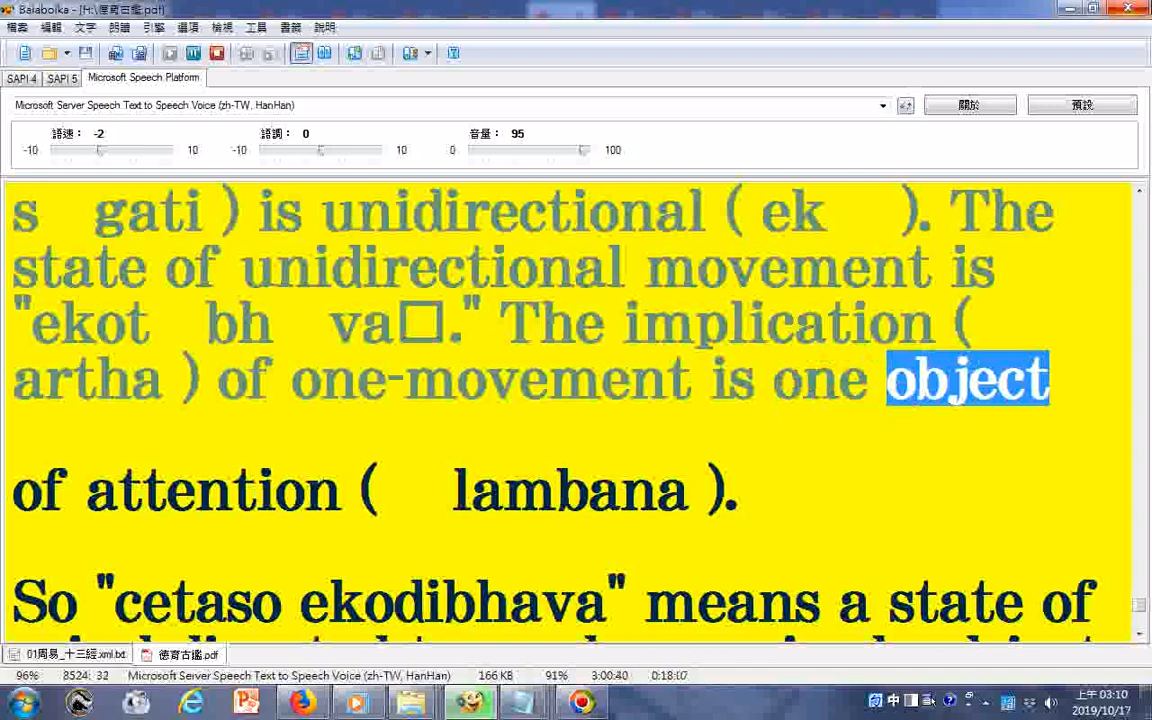 Balabolka - [H:\德育古鑑.pdf]
檔案 編輯 文字 朗讀 引擎 選項 檢視 工具 書籤 說明
SAPI 4 SAPI 5 Microsoft Speech Platform
Microsoft Server Speech Text to Speech Voice (zh-TW, HanHan) 關於 預設
語速： -2 語調： 0 音量： 95
-10 10 -10 10 0 100
s gati ) is unidirectional ( ek ). The
state of unidirectional movement is
"ekot bh va□." The implication (
artha ) of one-movement is one object
of attention ( lambana ).
So "cetaso ekodibhava" means a state of
01周易_十三經.xml.txt 德育古鑑.pdf
96% 8524: 32 Microsoft Server Speech Text to Speech Voice (zh-TW, HanHan) 166 KB 91% 3:00:40 0:18:07
中 上午 03:10
2019/10/17